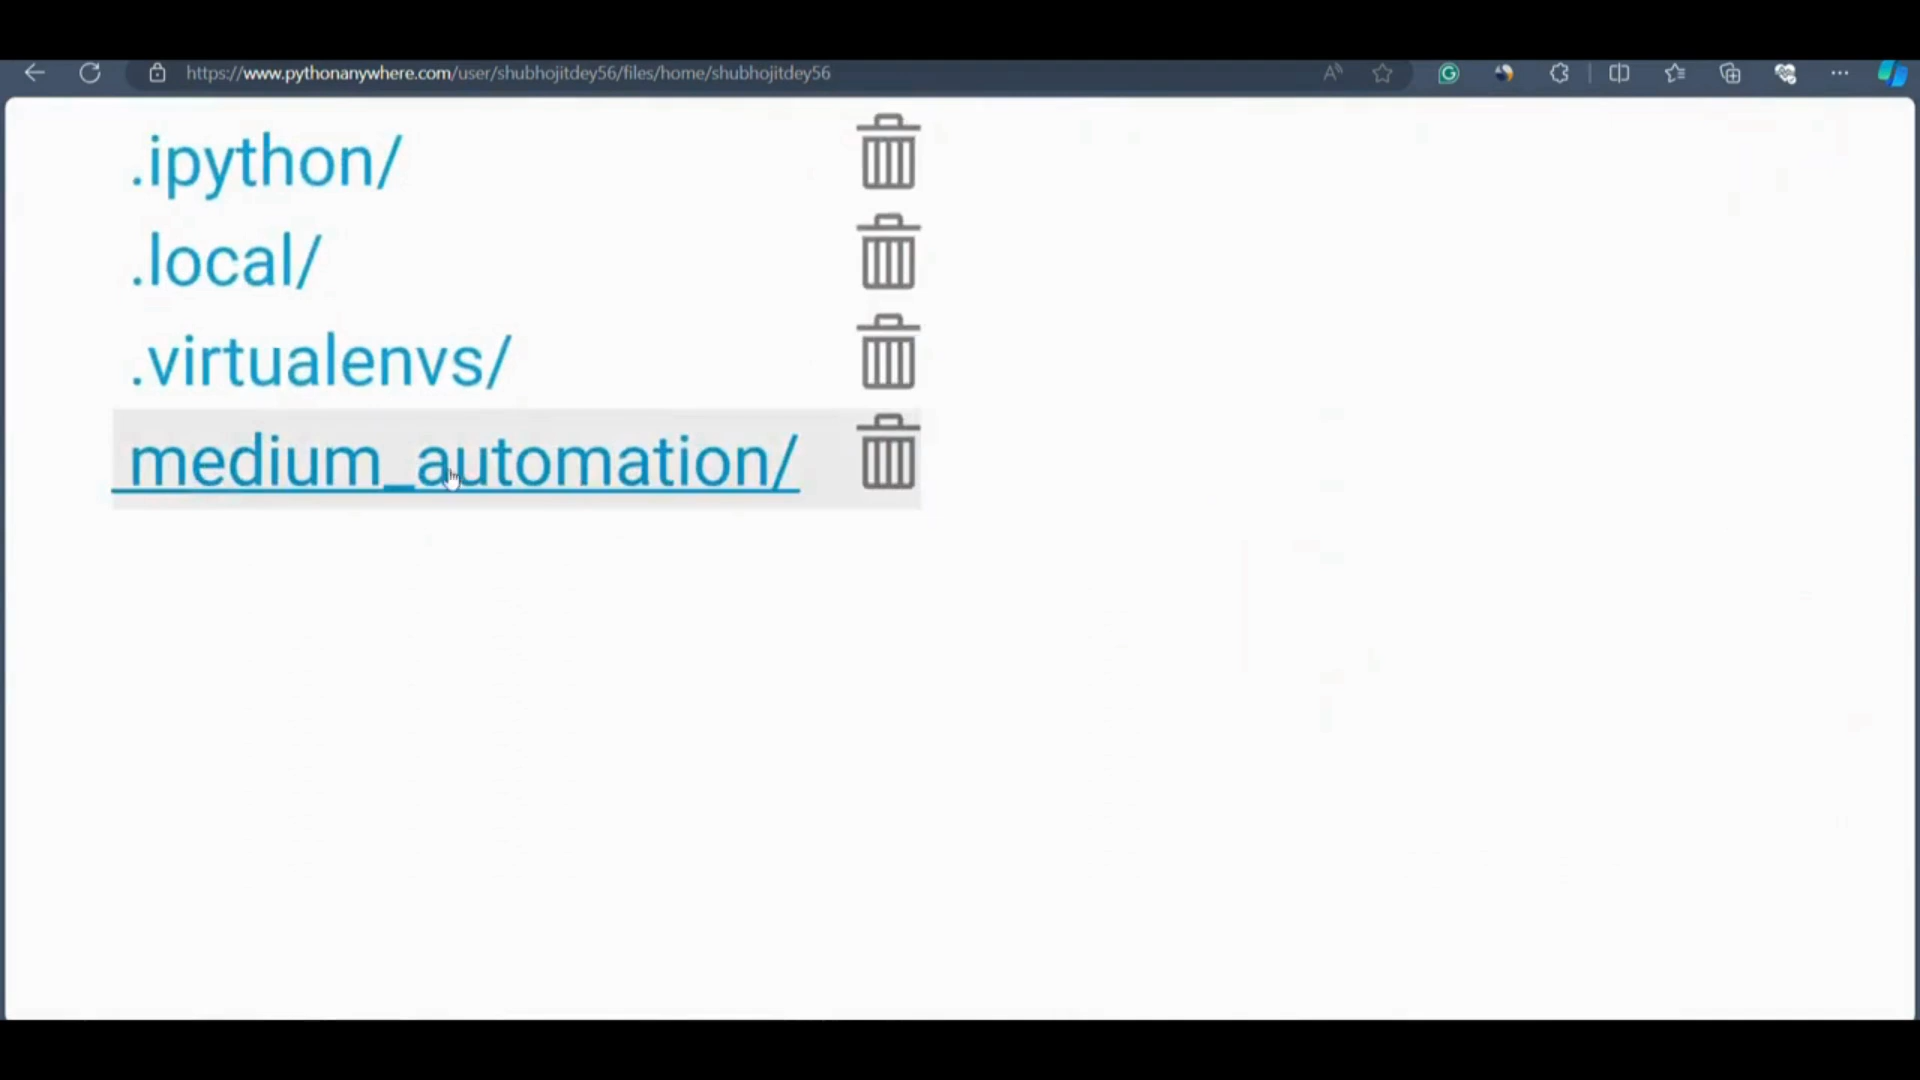 https://www.pythonanywhere.com/user/shubhojitdey56/files/home/shubhojitdey56
.ipython/
.local/
.virtualenvs/
medium_automation/